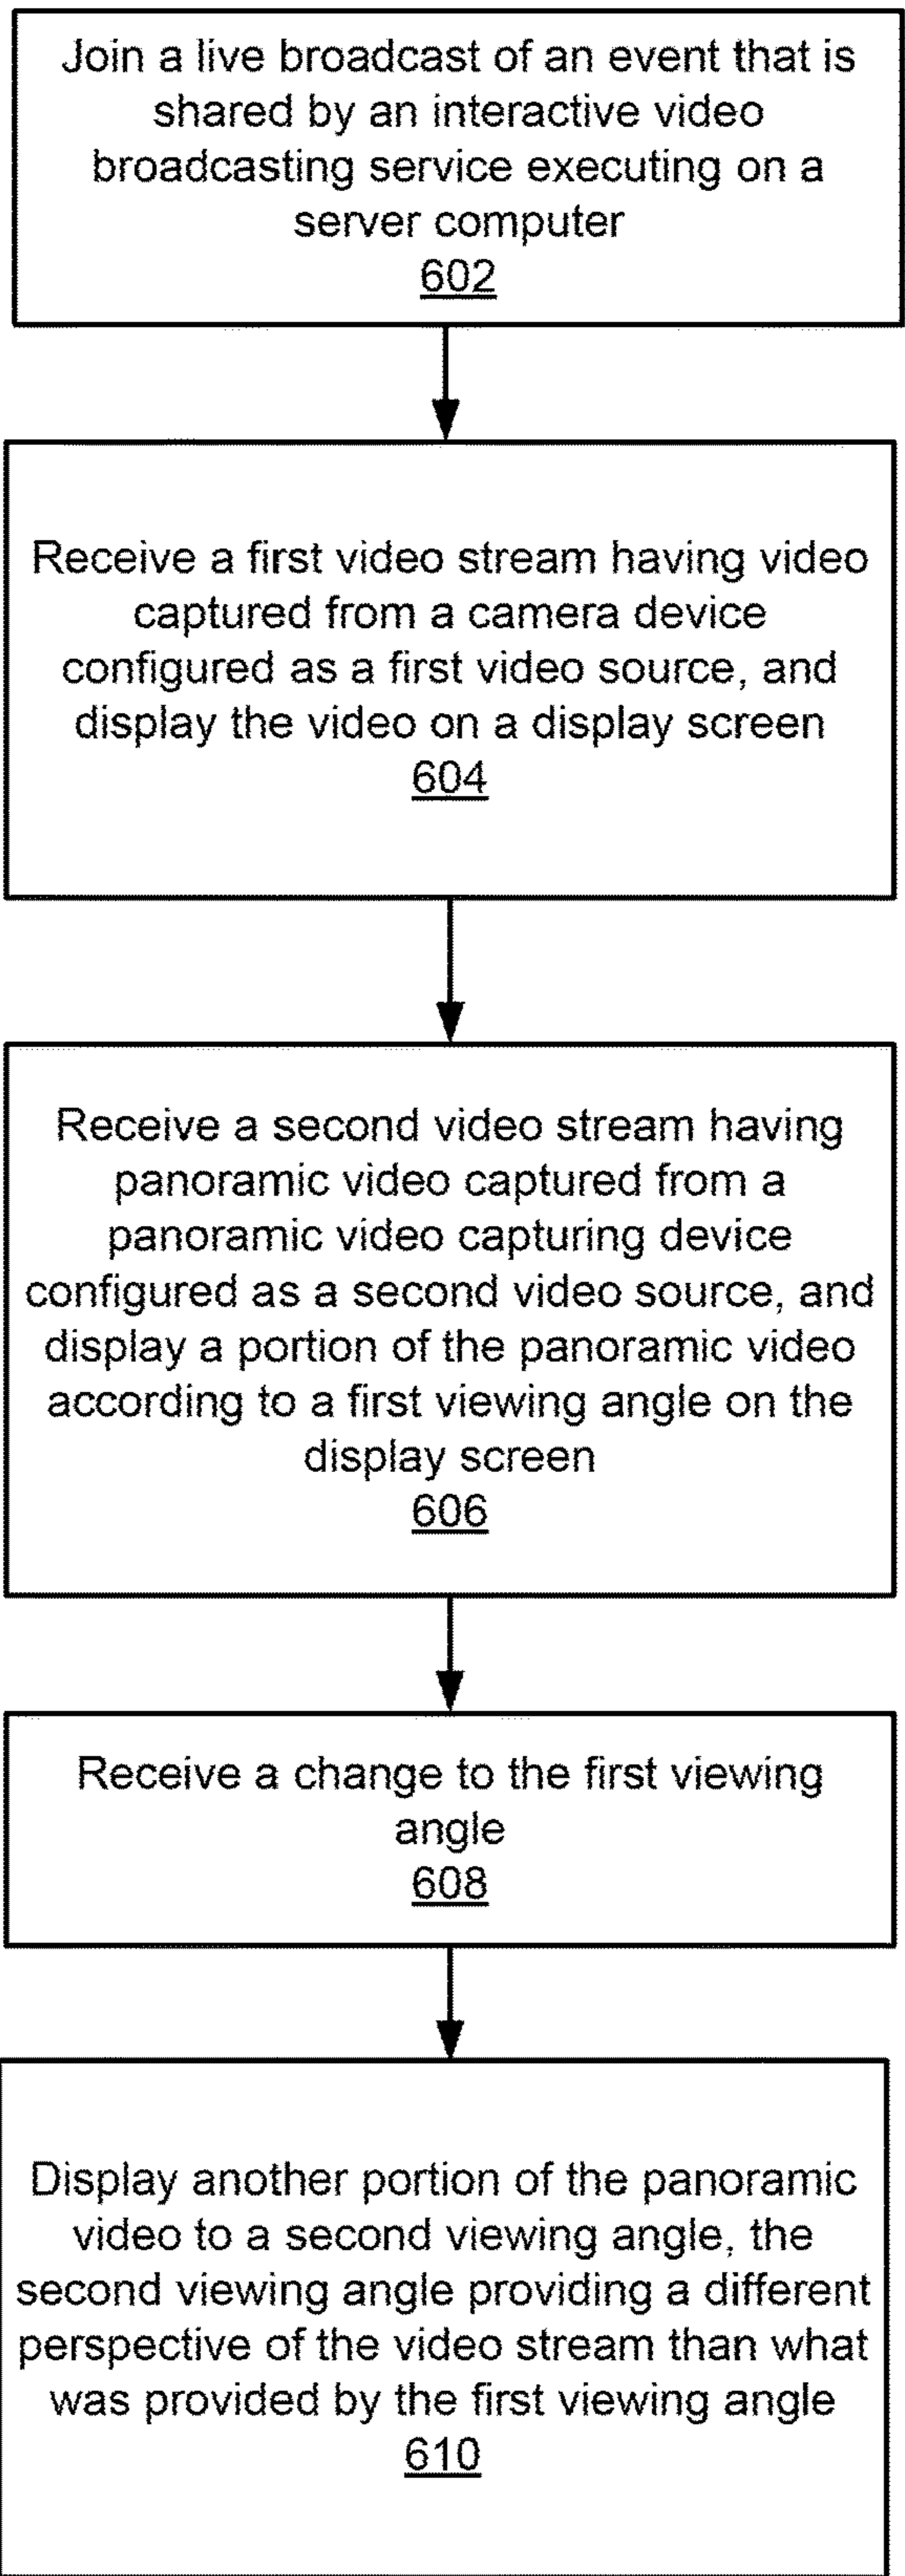 Join a live broadcast of an event that is
shared by an interactive video
broadcasting service executing on a
server computer
602
Receive a first video stream having video
captured from a camera device
configured as a first video source, and
display the video on a display screen
604
Receive a second video stream having
panoramic video captured from a
panoramic video capturing device
configured as a second video source, and
display a portion of the panoramic video
according to a first viewing angle on the
display screen
606
Receive a change to the first viewing
angle
608
Display another portion of the panoramic
video to a second viewing angle, the
second viewing angle providing a different
perspective of the video stream than what
was provided by the first viewing angle
610